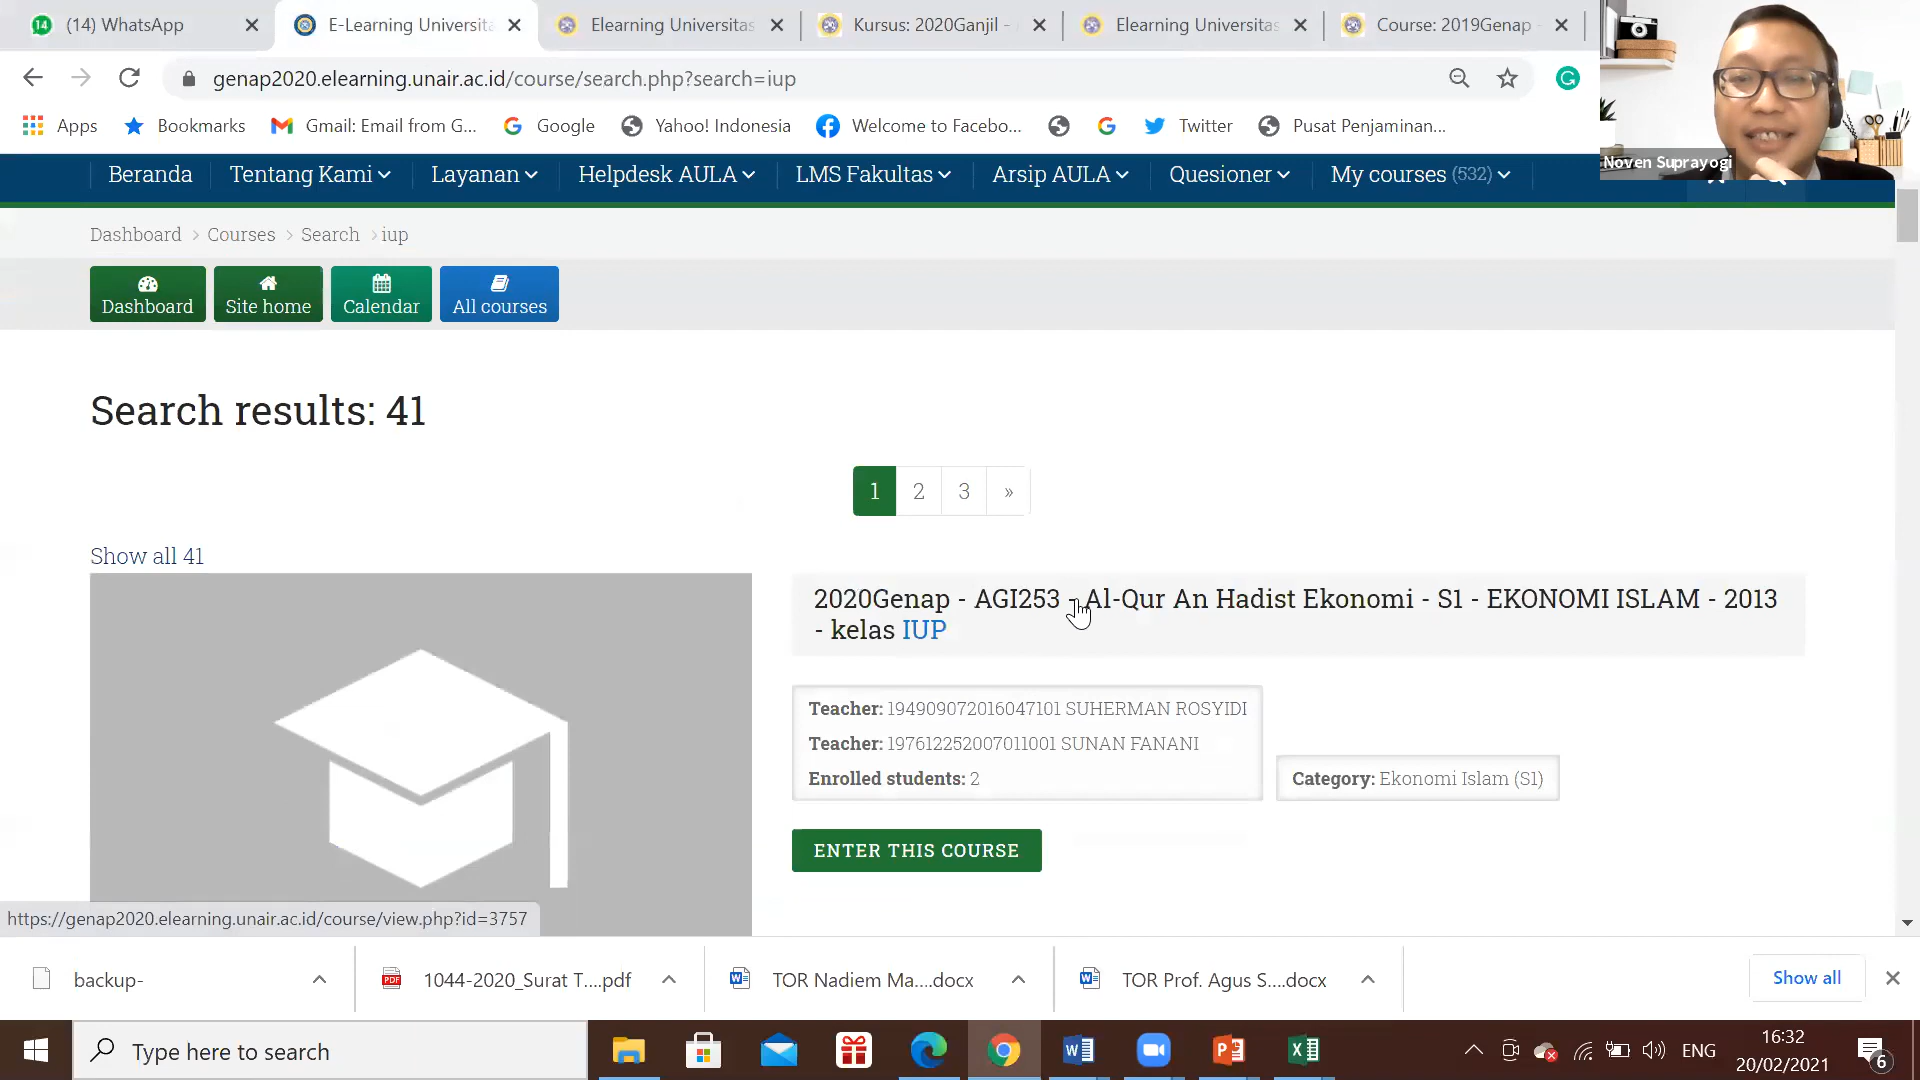 (14) WhatsApp
E-Learning Universita
Elearning Universitas
Kursus: 2020Ganjil -
Elearning Universitas
Course: 2019Genap -
genap2020.elearning.unair.ac.id/course/search.php?search=iup
Apps
Bookmarks
Gmail: Email from G...
Google
Yahoo! Indonesia
Welcome to Facebo...
Twitter
Pusat Penjaminan...
Noven Suprayogi
Beranda
Tentang Kami
Layanan
Helpdesk AULA
LMS Fakultas
Arsip AULA
Quesioner
My courses (532)
Dashboard > Courses > Search > iup
Dashboard
Site home
Calendar
All courses
Search results: 41
1 2 3 »
Show all 41
2020Genap - AGI253 - Al-Qur An Hadist Ekonomi - S1 - EKONOMI ISLAM - 2013
- kelas IUP
Teacher: 194909072016047101 SUHERMAN ROSYIDI
Teacher: 197612252007011001 SUNAN FANANI
Enrolled students: 2
Category: Ekonomi Islam (S1)
ENTER THIS COURSE
https://genap2020.elearning.unair.ac.id/course/view.php?id=3757
backup-
1044-2020_Surat T....pdf
TOR Nadiem Ma....docx
TOR Prof. Agus S....docx
Show all
Type here to search
ENG
16:32
20/02/2021
6